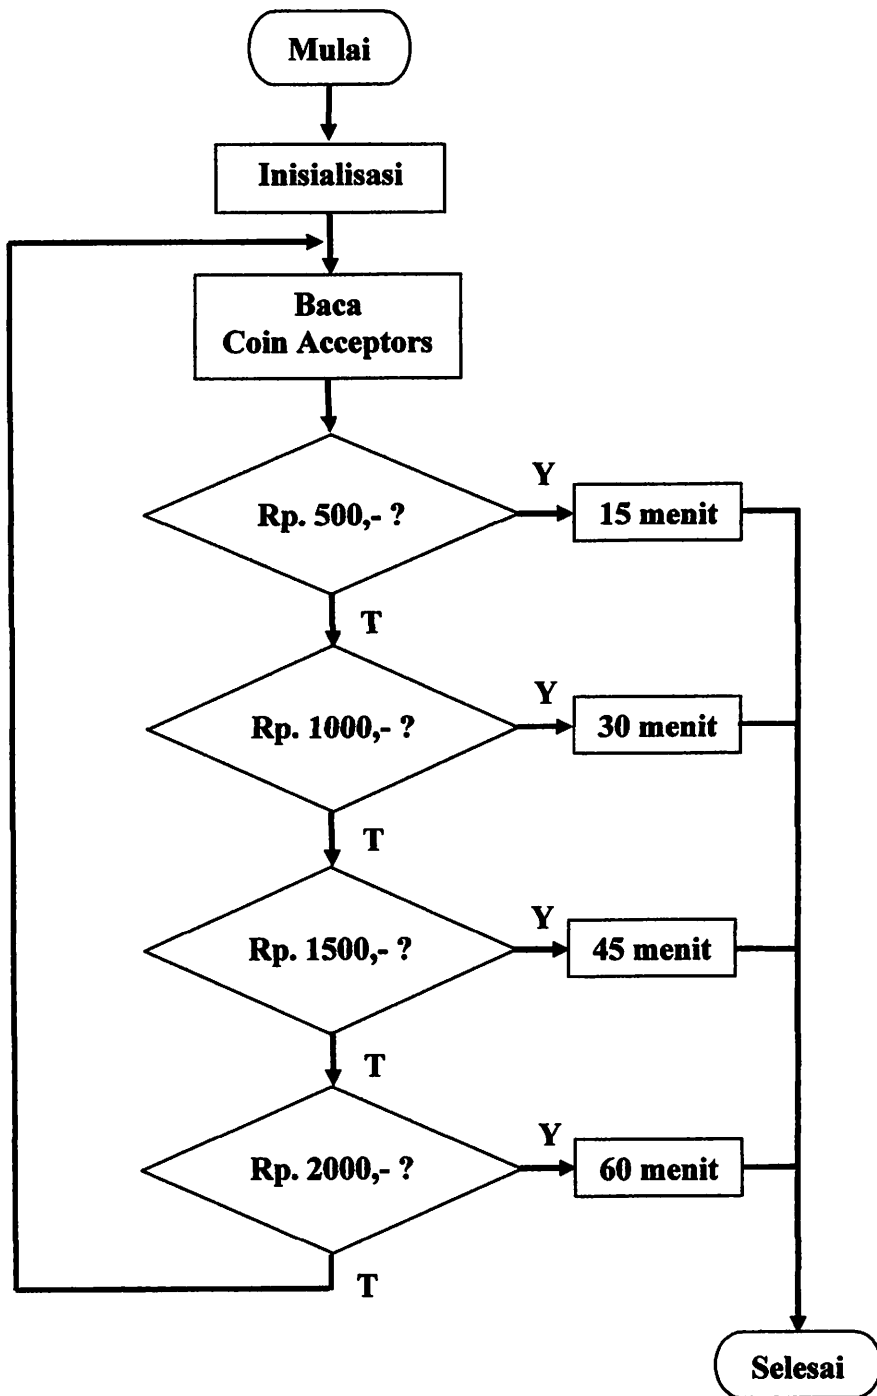 Mulai
Inisialisasi
Baca
Coin Acceptors
Rp. 500,- ?
Y
15 menit
T
Rp. 1000,- ?
Y
30 menit
T
Rp. 1500,- ?
Y
45 menit
T
Rp. 2000,- ?
Y
60 menit
T
Selesai